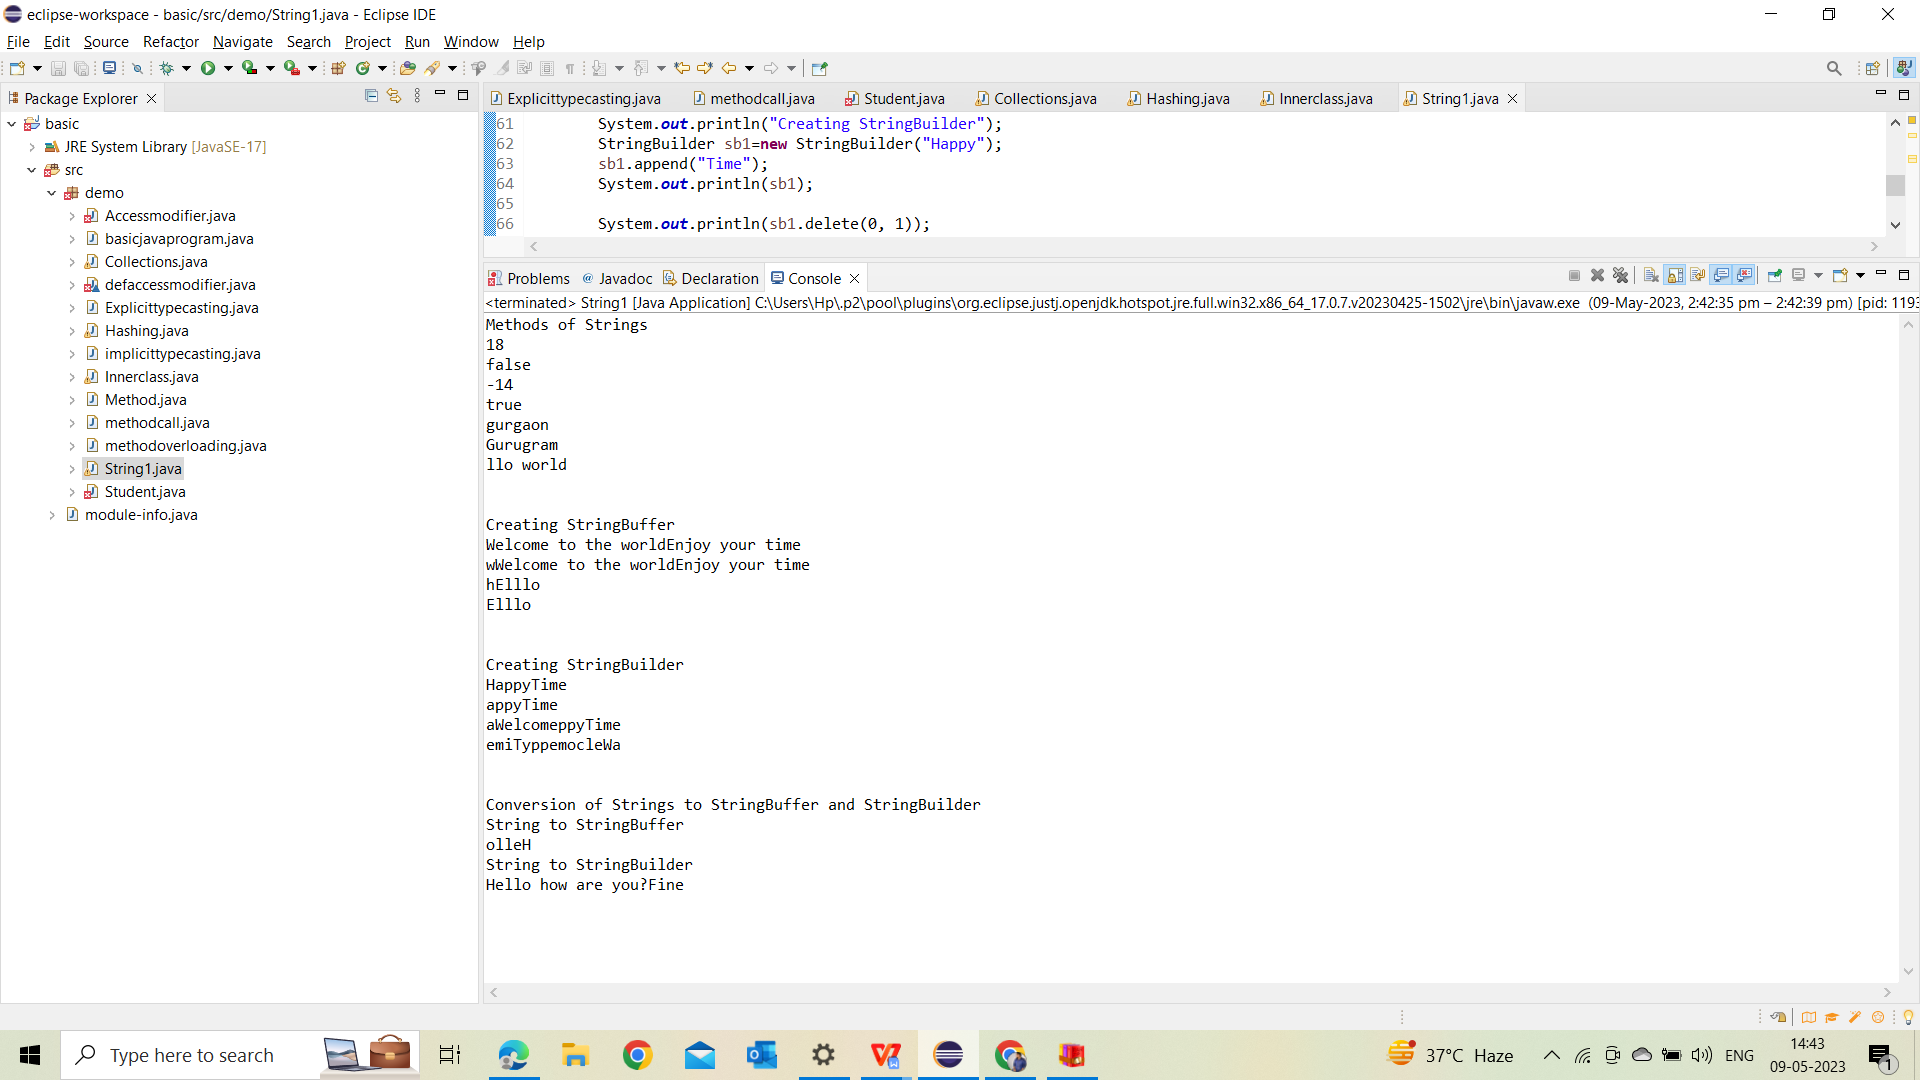 eclipse-workspace - basic/src/demo/String1.java - Eclipse IDE
File Edit Source Refactor Navigate Search Project Run Window Help
Package Explorer
basic
JRE System Library [JavaSE-17]
src
demo
Accessmodifier.java
basicjavaprogram.java
Collections.java
defaccessmodifier.java
Explicittypecasting.java
Hashing.java
implicittypecasting.java
Innerclass.java
Method.java
methodcall.java
methodoverloading.java
String1.java
Student.java
module-info.java
Explicittypecasting.java methodcall.java Student.java Collections.java Hashing.java Innerclass.java String1.java
61 System.out.println("Creating StringBuilder");
62 StringBuilder sb1=new StringBuilder("Happy");
63 sb1.append("Time");
64 System.out.println(sb1);
65
66 System.out.println(sb1.delete(0, 1));
Problems Javadoc Declaration Console
<terminated> String1 [Java Application] C:\Users\Hp\.p2\pool\plugins\org.eclipse.justj.openjdk.hotspot.jre.full.win32.x86_64_17.0.7.v20230425-1502\jre\bin\javaw.exe (09-May-2023, 2:42:35 pm – 2:42:39 pm) [pid: 1193
Methods of Strings
18
false
-14
true
gurgaon
Gurugram
llo world
Creating StringBuffer
Welcome to the worldEnjoy your time
wWelcome to the worldEnjoy your time
hElllo
Elllo
Creating StringBuilder
HappyTime
appyTime
aWelcomeppyTime
emiTyppemocleWa
Conversion of Strings to StringBuffer and StringBuilder
String to StringBuffer
olleH
String to StringBuilder
Hello how are you?Fine
Type here to search
37°C Haze
ENG
14:43
09-05-2023
1